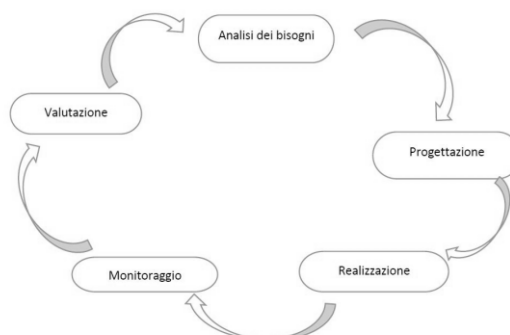 Analisi dei bisogni
Progettazione
Realizzazione
Monitoraggio
Valutazione